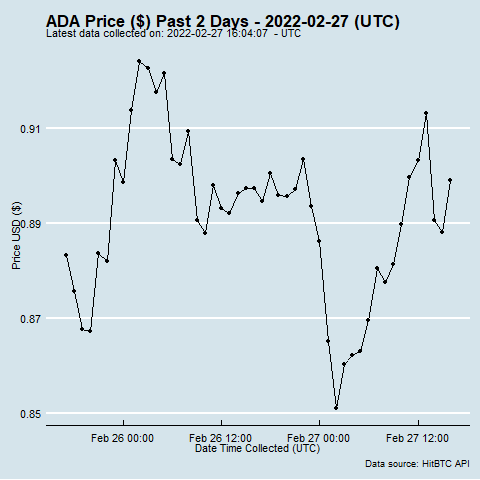 ADA Price ($) Past 2 Days - 2022-02-27 (UTC)
Latest data collected on: 2022-02-27 16:04:07 - UTC
0.91
0.89
0.87
0.85
Price USD ($)
Feb 26 00:00
Feb 26 12:00
Feb 27 00:00
Feb 27 12:00
Date Time Collected (UTC)
Data source: HitBTC API